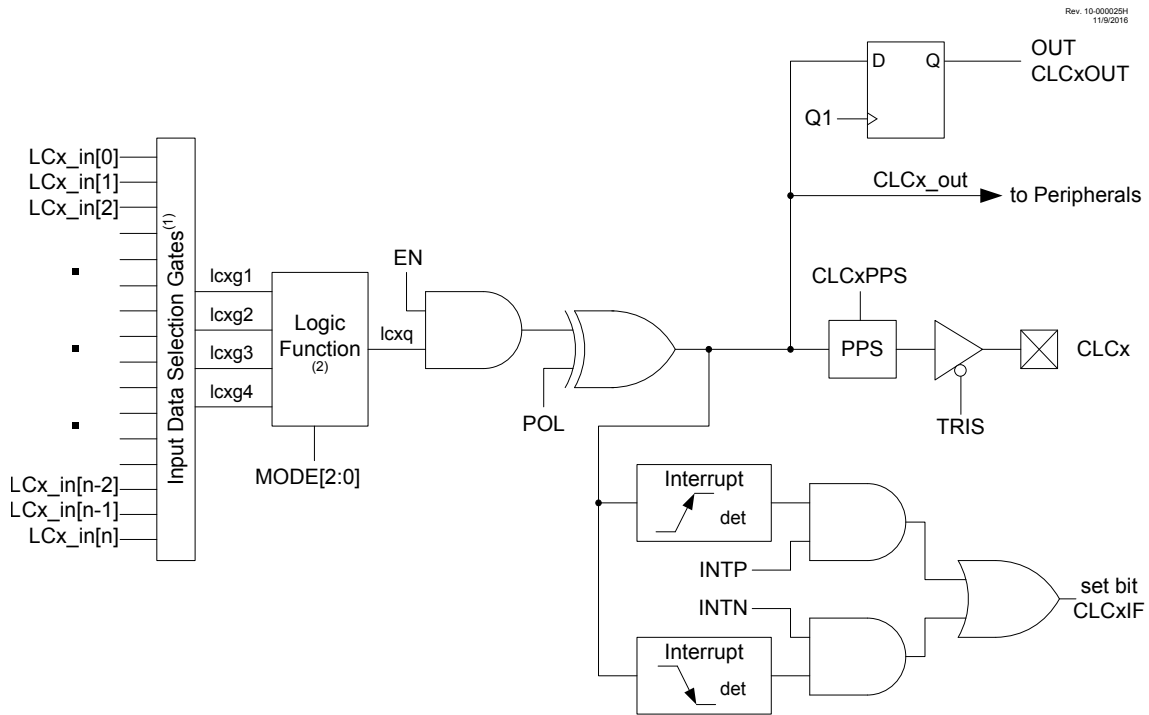 Rev. 10-000025H
11/9/2016
OUT
CLCxOUT
D
Q
Q1
CLCx_out
to Peripherals
LCx_in[0]
LCx_in[1]
LCx_in[2]
LCx_in[n-2]
LCx_in[n-1]
LCx_in[n]
Input Data Selection Gates(1)
lcxg1
lcxg2
lcxg3
lcxg4
Logic
Function
(2)
MODE[2:0]
lcxq
EN
POL
CLCxPPS
PPS
TRIS
CLCx
Interrupt
det
INTP
INTN
Interrupt
det
set bit
CLCxIF